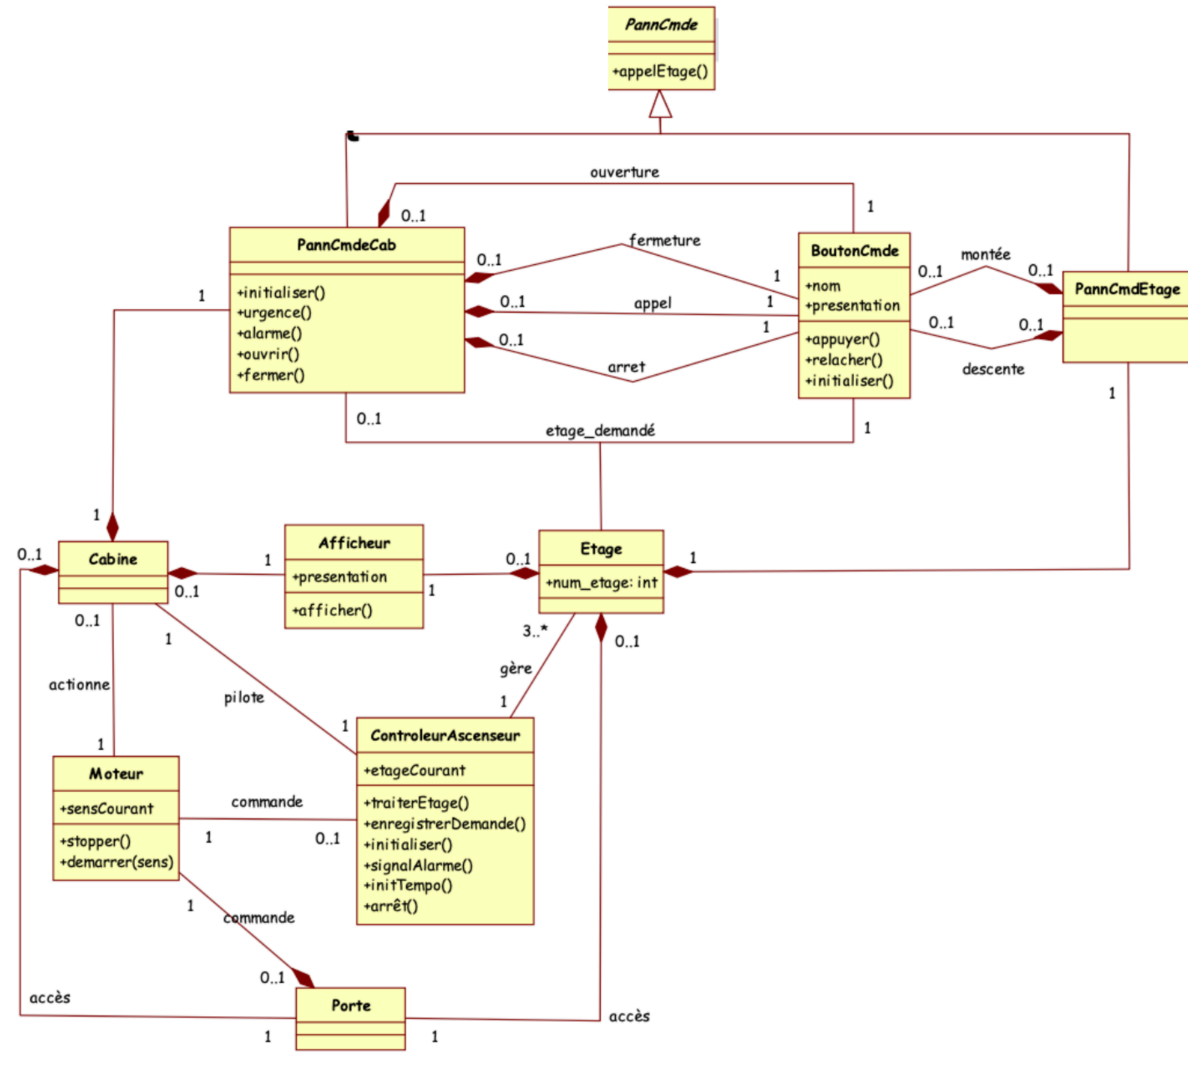 PannCmde
+appelEtage()
ouverture
0..1
1
PannCmdeCab
+initialiser()
+urgence()
+alarme()
+ouvrir()
+fermer()
1
0..1
fermeture
1
0..1
appel
1
0..1
arret
1
BoutonCmde
+nom
+presentation
+appuyer()
+relacher()
+initialiser()
0..1
montée
0..1
0..1
descente
0..1
PannCmdEtage
1
0..1
etage_demandé
1
1
0..1
Cabine
0..1
0..1
1
1
Afficheur
+presentation
+afficher()
1
0..1
Etage
+num_etage: int
1
3..*
0..1
gère
1
actionne
pilote
1
1
ControleurAscenseur
+etageCourant
+traiterEtage()
+enregistrerDemande()
+initialiser()
+signalAlarme()
+initTempo()
+arrêt()
Moteur
+sensCourant
+stopper()
+demarrer(sens)
commande
1
0..1
1
commande
0..1
Porte
accès
1
1
accès